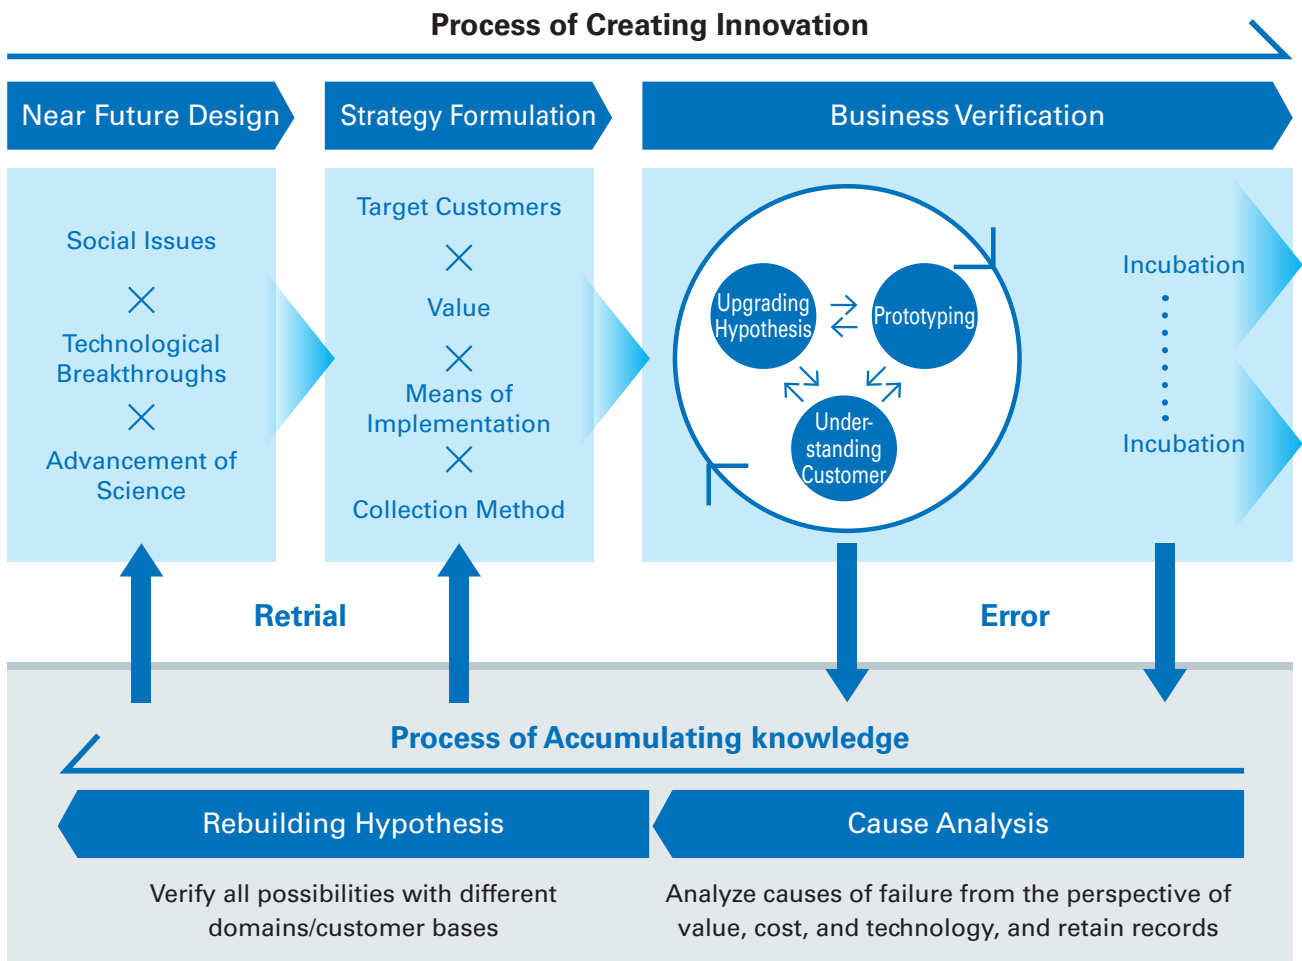 Process of Creating Innovation
Near Future Design
Strategy Formulation
Business Verification
Social Issues
×
Technological
Breakthroughs
×
Advancement of
Science
Target Customers
×
Value
×
Means of
Implementation
×
Collection Method
Upgrading
Hypothesis
Prototyping
Under-
standing
Customer
Incubation
Incubation
Retrial
Error
Process of Accumulating knowledge
Rebuilding Hypothesis
Cause Analysis
Verify all possibilities with different
domains/customer bases
Analyze causes of failure from the perspective of
value, cost, and technology, and retain records